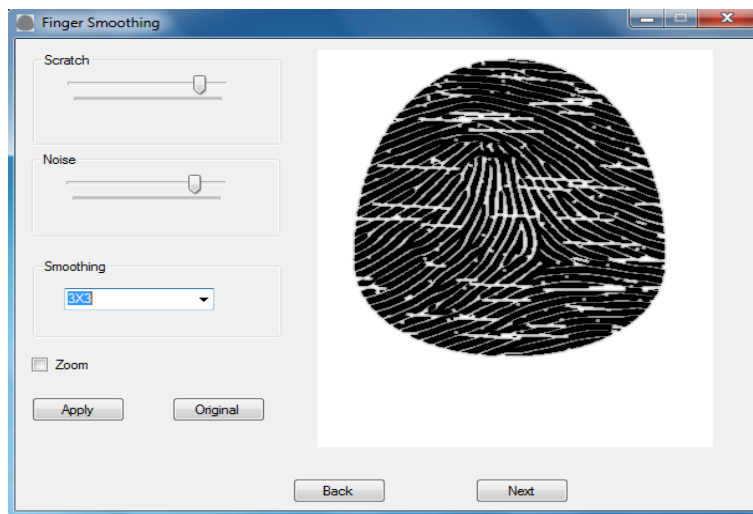 Finger Smoothing
Scratch
Noise
Smoothing
3X3
Zoom
Apply
Original
Back
Next